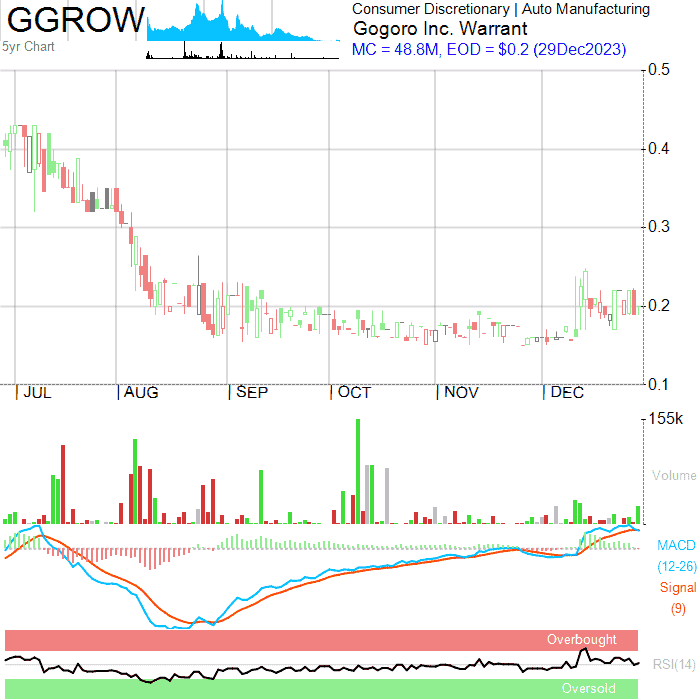 GGROW
5yr Chart
Consumer Discretionary | Auto Manufacturing
Gogoro Inc. Warrant
MC = 48.8M, EOD = $0.2 (29Dec2023)
0.5
0.4
0.3
0.2
0.1
JUL AUG SEP OCT NOV DEC
155k
Volume
MACD
(12-26)
Signal
(9)
Overbought
RSI(14)
Oversold